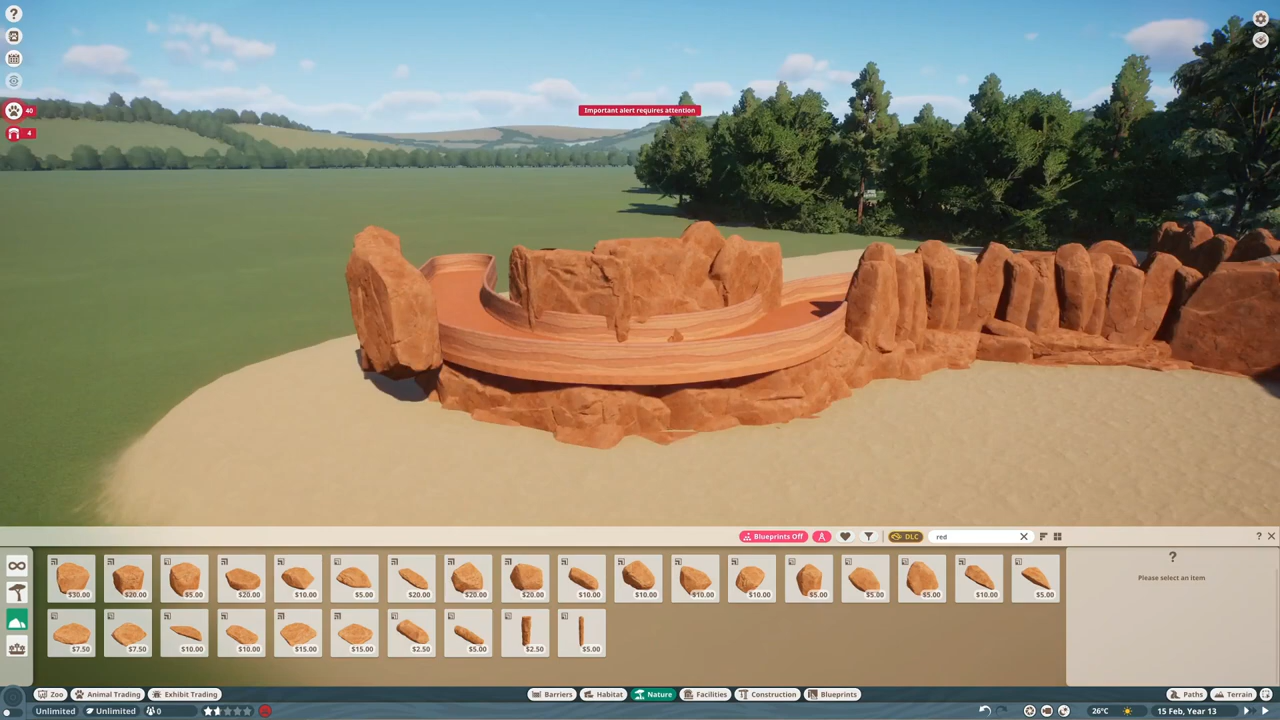 40
4
Important alert requires attention
Blueprints Off
DLC
red
?
$30.00 $20.00 $5.00 $20.00 $10.00 $5.00 $20.00 $20.00 $20.00 $10.00 $10.00 $10.00 $10.00 $5.00 $5.00 $5.00 $10.00 $5.00
?
Please select an item
$7.50 $7.50 $10.00 $10.00 $15.00 $15.00 $2.50 $5.00 $2.50 $5.00
Zoo Animal Trading Exhibit Trading Barriers Habitat Nature Facilities Construction Blueprints Paths Terrain
Unlimited Unlimited 0 26°C 15 Feb, Year 13